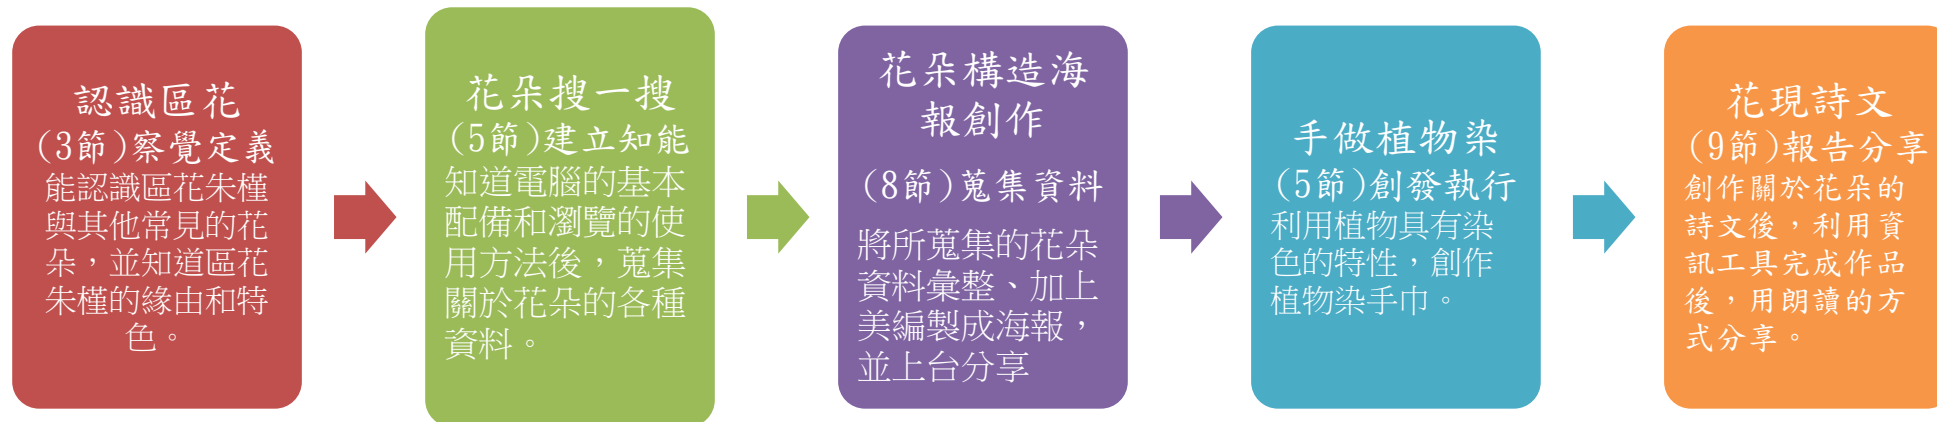 認識區花
(3節)察覺定義
能認識區花朱槿
與其他常見的花
朵，並知道區花
朱槿的緣由和特
色。
花朵搜一搜
(5節)建立知能
知道電腦的基本
配備和瀏覽的使
用方法後，蒐集
關於花朵的各種
資料。
花朵構造海
報創作
(8節)蒐集資料
將所蒐集的花朵
資料彙整、加上
美編製成海報，
並上台分享
手做植物染
(5節)創發執行
利用植物具有染
色的特性，創作
植物染手巾。
花現詩文
(9節)報告分享
創作關於花朵的
詩文後，利用資
訊工具完成作品
後，用朗讀的方
式分享。